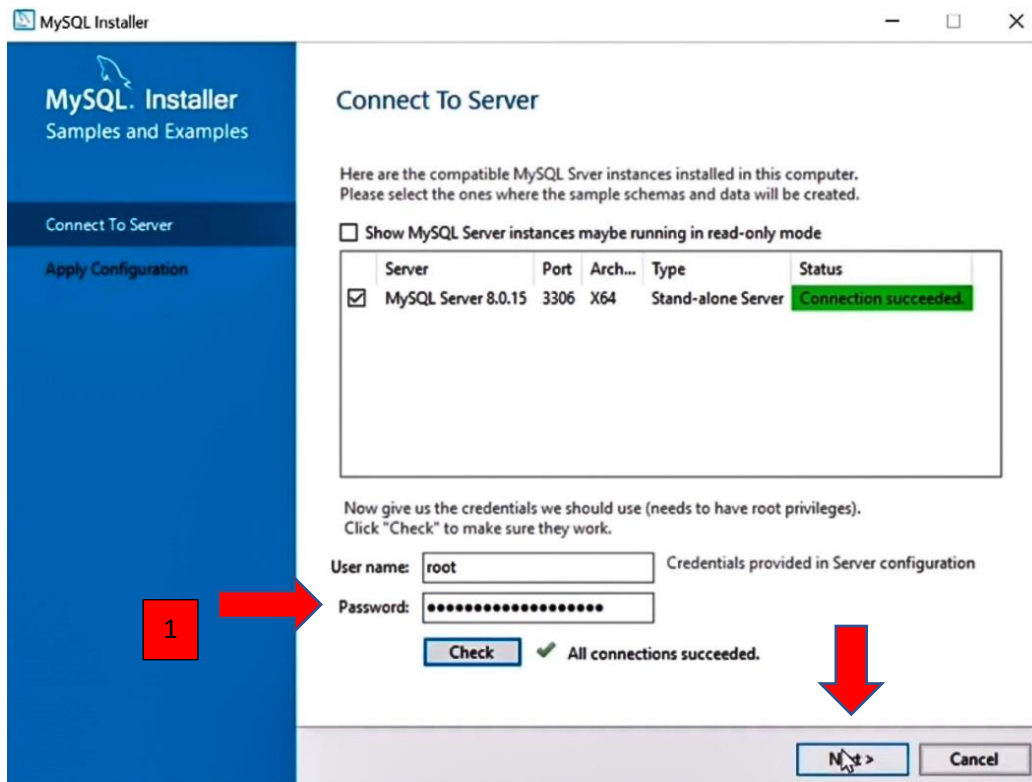 MySQL Installer
MySQL. Installer
Samples and Examples
Connect To Server
Apply Configuration
Connect To Server
Here are the compatible MySQL Srver instances installed in this computer.
Please select the ones where the sample schemas and data will be created.
Show MySQL Server instances maybe running in read-only mode
Server Port Arch... Type Status
MySQL Server 8.0.15 3306 X64 Stand-alone Server Connection succeeded.
Now give us the credentials we should use (needs to have root privileges).
Click "Check" to make sure they work.
User name: root Credentials provided in Server configuration
1 Password: ●●●●●●●●●●●●●●●●●●●
Check All connections succeeded.
Next > Cancel